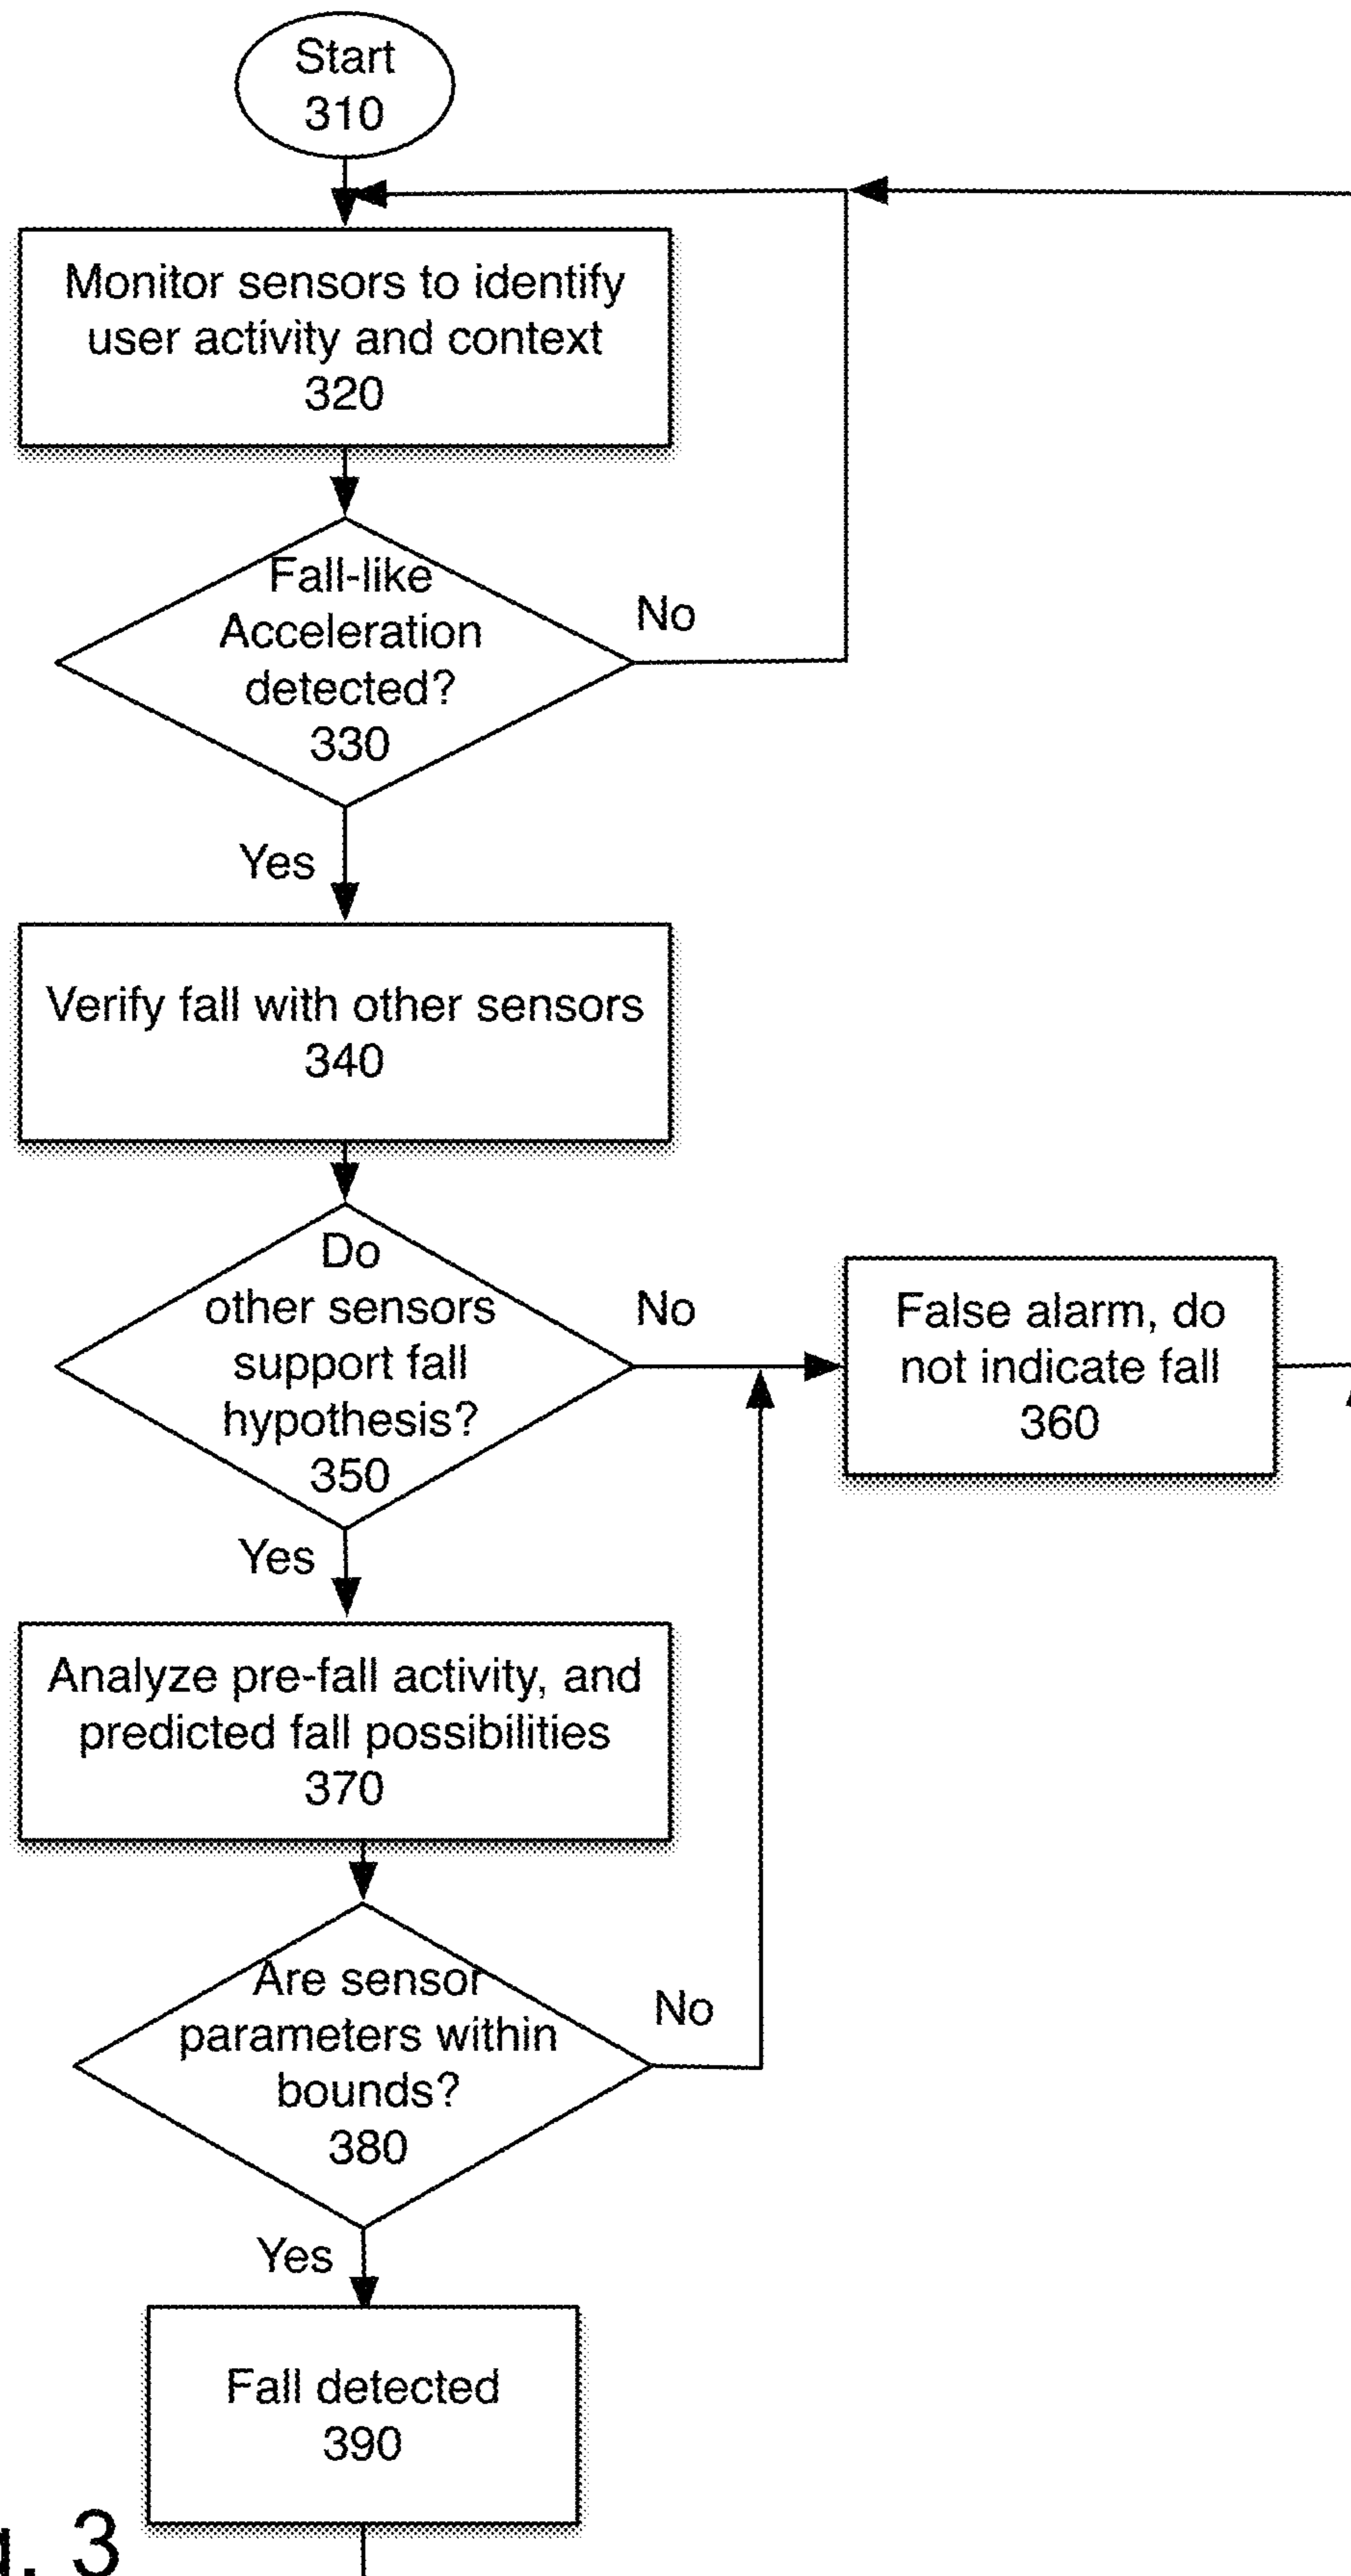 Start
310
Monitor sensors to identify
user activity and context
320
Fall-like
Acceleration
detected?
330
No
Yes
Verify fall with other sensors
340
Do
other sensors
support fall
hypothesis?
350
No
False alarm, do
not indicate fall
360
Yes
Analyze pre-fall activity, and
predicted fall possibilities
370
Are sensor
parameters within
bounds?
380
No
Yes
Fall detected
390
. 3